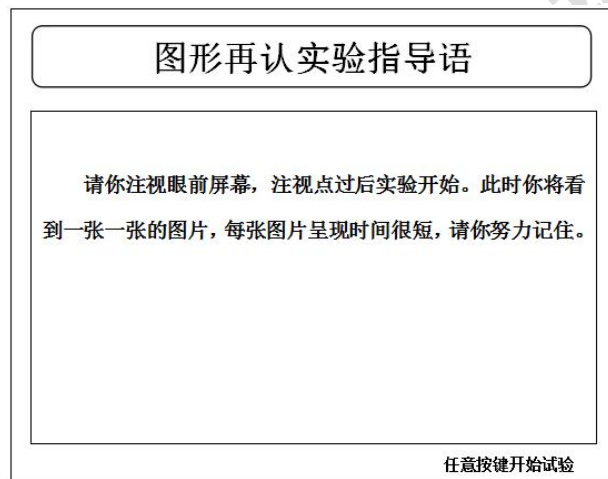 图形再认实验指导语
请你注视眼前屏幕，注视点过后实验开始。此时你将看
到一张一张的图片，每张图片呈现时间很短，请你努力记住。
任意按键开始试验